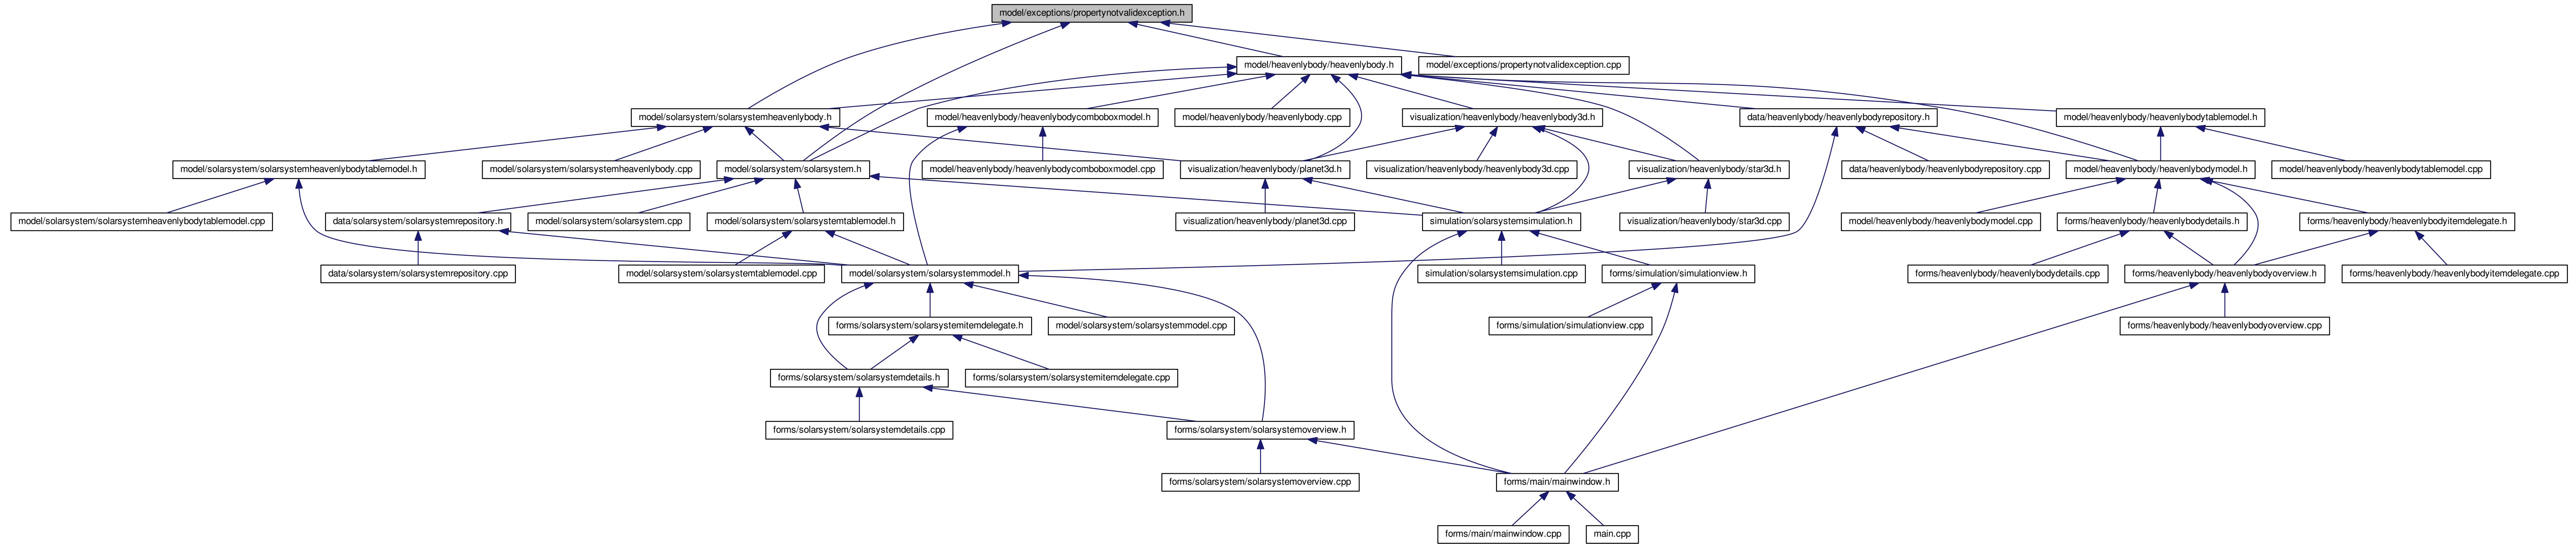 model/exceptions/propertynotvalidexception.h
model/heavenlybody/heavenlybody.h
model/exceptions/propertynotvalidexception.cpp
model/solarsystem/solarsystemheavenlybody.h
model/heavenlybody/heavenlybodycomboboxmodel.h
model/heavenlybody/heavenlybody.cpp
visualization/heavenlybody/heavenlybody3d.h
data/heavenlybody/heavenlybodyrepository.h
model/heavenlybody/heavenlybodytablemodel.h
model/solarsystem/solarsystemheavenlybodytablemodel.h
model/solarsystem/solarsystemheavenlybody.cpp
model/solarsystem/solarsystem.h
model/heavenlybody/heavenlybodycomboboxmodel.cpp
visualization/heavenlybody/planet3d.h
visualization/heavenlybody/heavenlybody3d.cpp
visualization/heavenlybody/star3d.h
data/heavenlybody/heavenlybodyrepository.cpp
model/heavenlybody/heavenlybodymodel.h
model/heavenlybody/heavenlybodytablemodel.cpp
model/solarsystem/solarsystemheavenlybodytablemodel.cpp
data/solarsystem/solarsystemrepository.h
model/solarsystem/solarsystem.cpp
model/solarsystem/solarsystemtablemodel.h
visualization/heavenlybody/planet3d.cpp
simulation/solarsystemsimulation.h
visualization/heavenlybody/star3d.cpp
model/heavenlybody/heavenlybodymodel.cpp
forms/heavenlybody/heavenlybodydetails.h
forms/heavenlybody/heavenlybodyitemdelegate.h
data/solarsystem/solarsystemrepository.cpp
model/solarsystem/solarsystemtablemodel.cpp
model/solarsystem/solarsystemmodel.h
simulation/solarsystemsimulation.cpp
forms/simulation/simulationview.h
forms/heavenlybody/heavenlybodydetails.cpp
forms/heavenlybody/heavenlybodyoverview.h
forms/heavenlybody/heavenlybodyitemdelegate.cpp
forms/solarsystem/solarsystemitemdelegate.h
model/solarsystem/solarsystemmodel.cpp
forms/simulation/simulationview.cpp
forms/heavenlybody/heavenlybodyoverview.cpp
forms/solarsystem/solarsystemdetails.h
forms/solarsystem/solarsystemitemdelegate.cpp
forms/solarsystem/solarsystemdetails.cpp
forms/solarsystem/solarsystemoverview.h
forms/solarsystem/solarsystemoverview.cpp
forms/main/mainwindow.h
forms/main/mainwindow.cpp
main.cpp